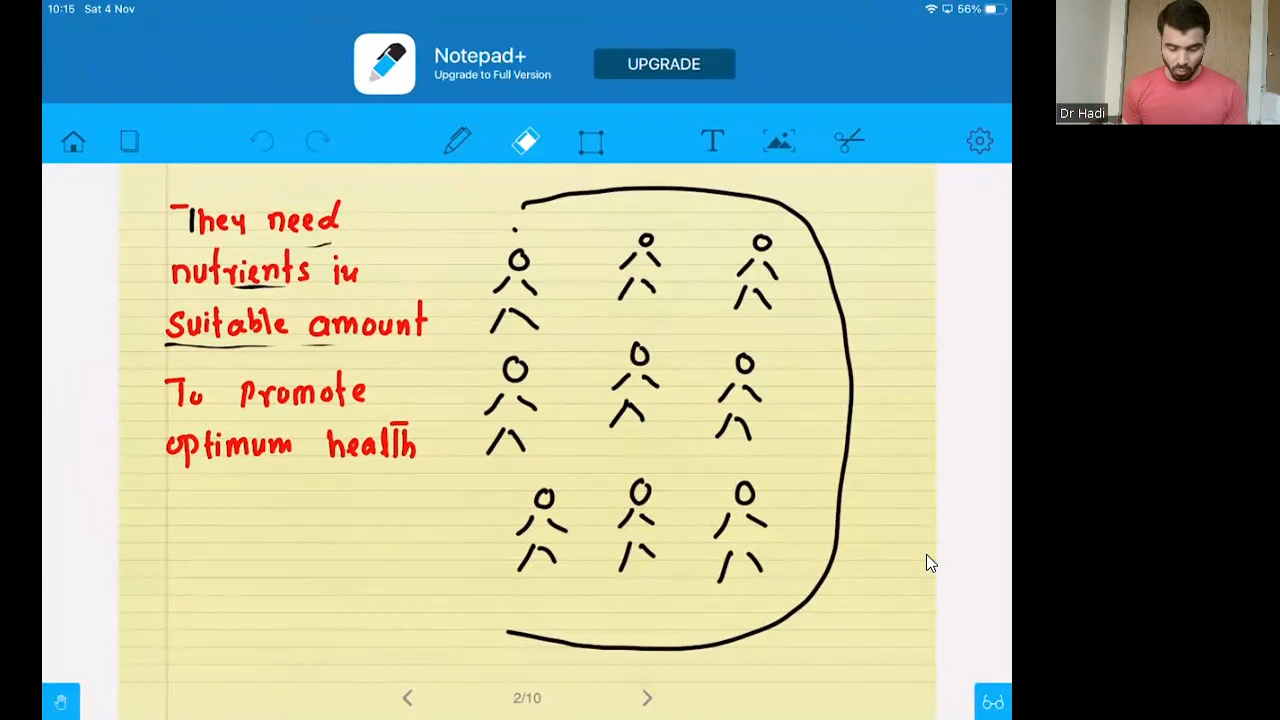 10:15 Sat 4 Nov
56%
Notepad+
Upgrade to Full Version
UPGRADE
T
Dr Hadi
They need
nutrients in
suitable amount
To promote
optimum health
2/10